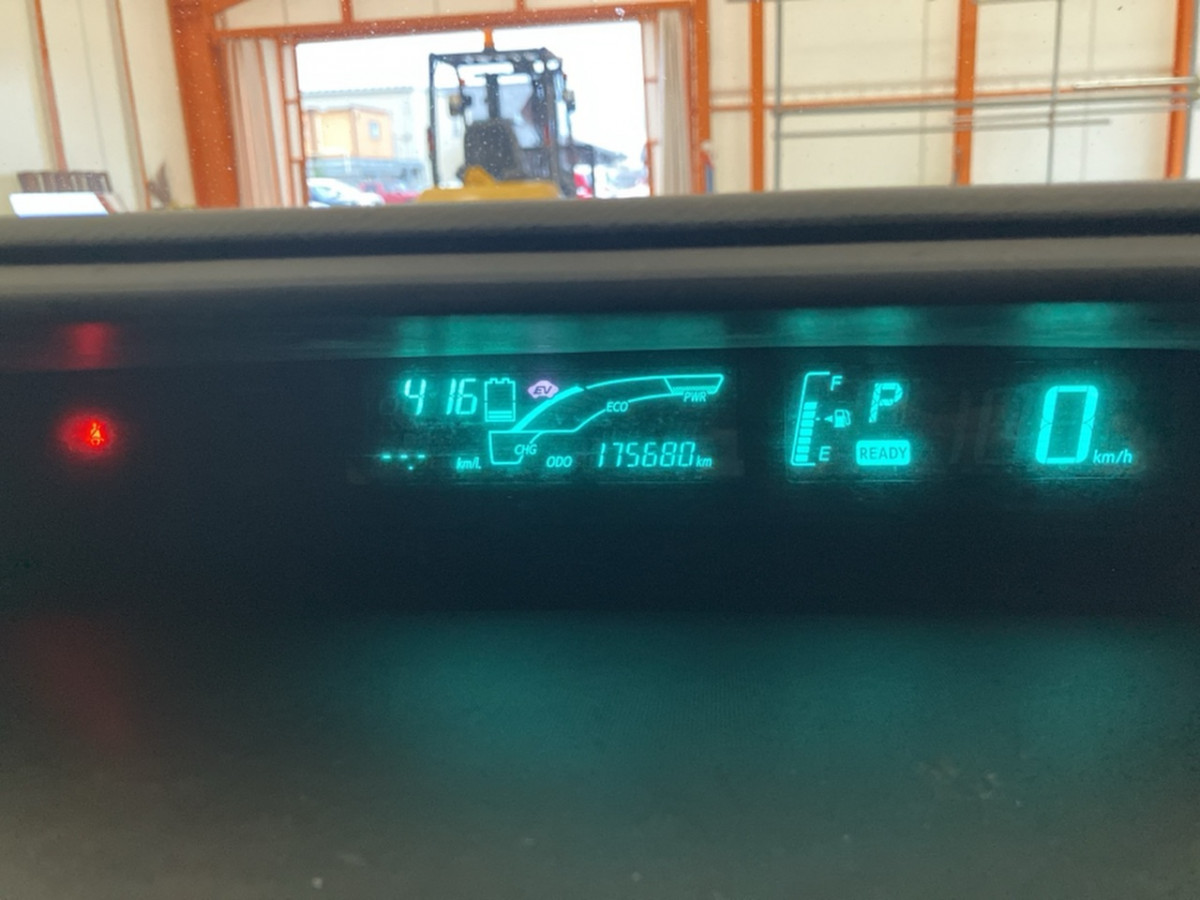 4 16 EV PWR
ECO
CHG
km/L ODO 175680 km
F P
E READY
0 km/h